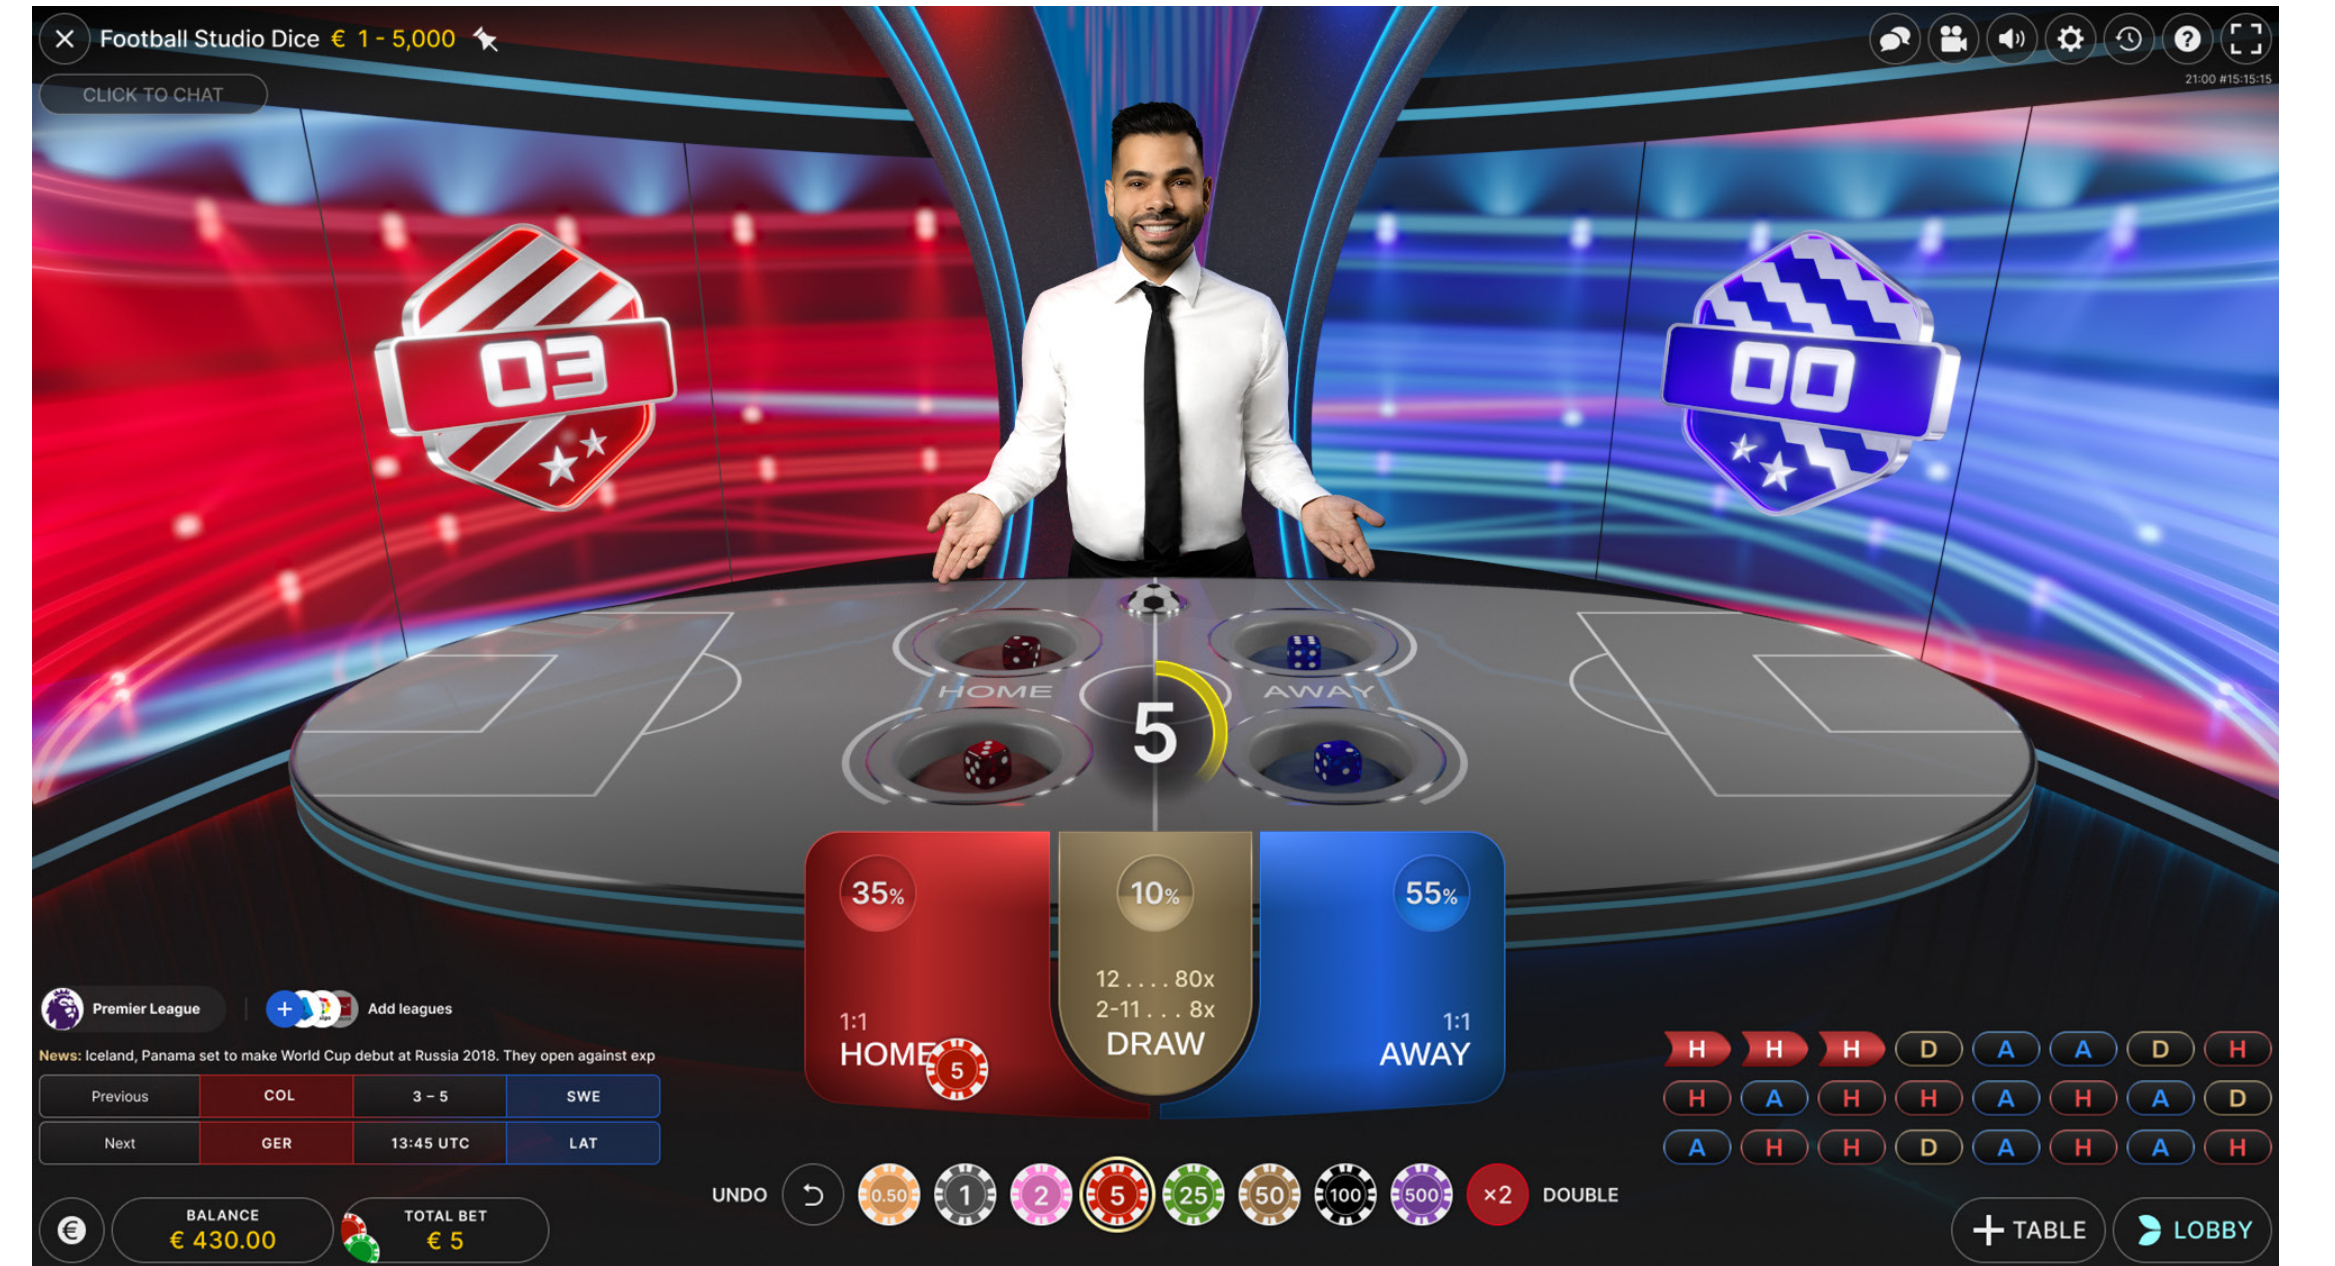 Football Studio Dice € 1 - 5,000
CLICK TO CHAT
21:00 #15:15:15
03
00
HOME
AWAY
5
35%
10%
55%
12 . . . . 80x
2-11 . . . 8x
1:1
HOME
5
DRAW
1:1
AWAY
Premier League
+
Add leagues
News: Iceland, Panama set to make World Cup debut at Russia 2018. They open against exp
Previous COL 3 – 5 SWE
Next GER 13:45 UTC LAT
H H H D A A D H
H A H H A H A D
A H H D A H A H
UNDO 0.50 1 2 5 25 50 100 500 ×2 DOUBLE
€
BALANCE
€ 430.00
TOTAL BET
€ 5
+ TABLE
LOBBY